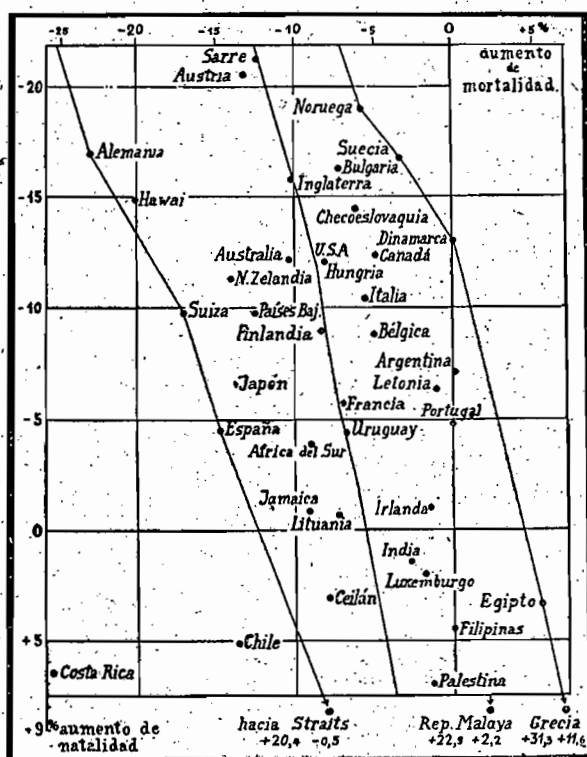 -25 -20 -15 -10 -5 0 +5%
aumento
de
mortalidad.
Sarre
Austria
-20
Noruega
Suecia
Bulgaria
Alemania
Inglaterra
-15
Hawai
Checoeslovaquia
Dinamarca
Canadá
Australia
U.S.A
Hungria
N.Zelandia
Italia
-10
Suiza
Países Baj.
Finlandia
Bélgica
Argentina
Letonia
Japón
Francia
Portugal
-5
España
Uruguay
Africa del Sur
Jamaica
Lituania
Írlanda
0
India
Luxemburgo
Ceilán
Egipto
Filipinas
+5
Chile
Costa Rica
Palestina
+9% aumento de
natalidad
hacia Straits
+20,4 -0,5
Rep. Malaya
+22,3 +2,2
Grecia
+31,3 +11,6